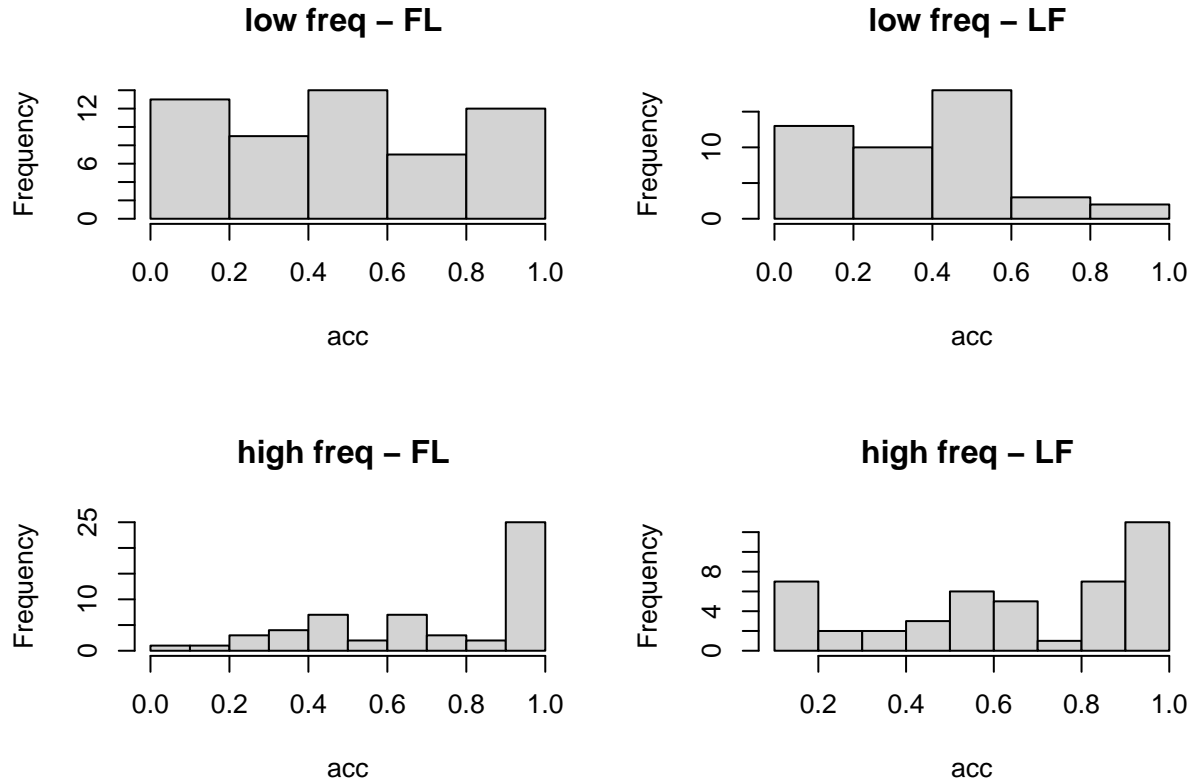 low freq – FL
Frequency
0 6 12
0.0 0.2 0.4 0.6 0.8 1.0
acc
low freq – LF
Frequency
0 10
0.0 0.2 0.4 0.6 0.8 1.0
acc
high freq – FL
Frequency
0 10 25
0.0 0.2 0.4 0.6 0.8 1.0
acc
high freq – LF
Frequency
0 4 8
0.2 0.4 0.6 0.8 1.0
acc